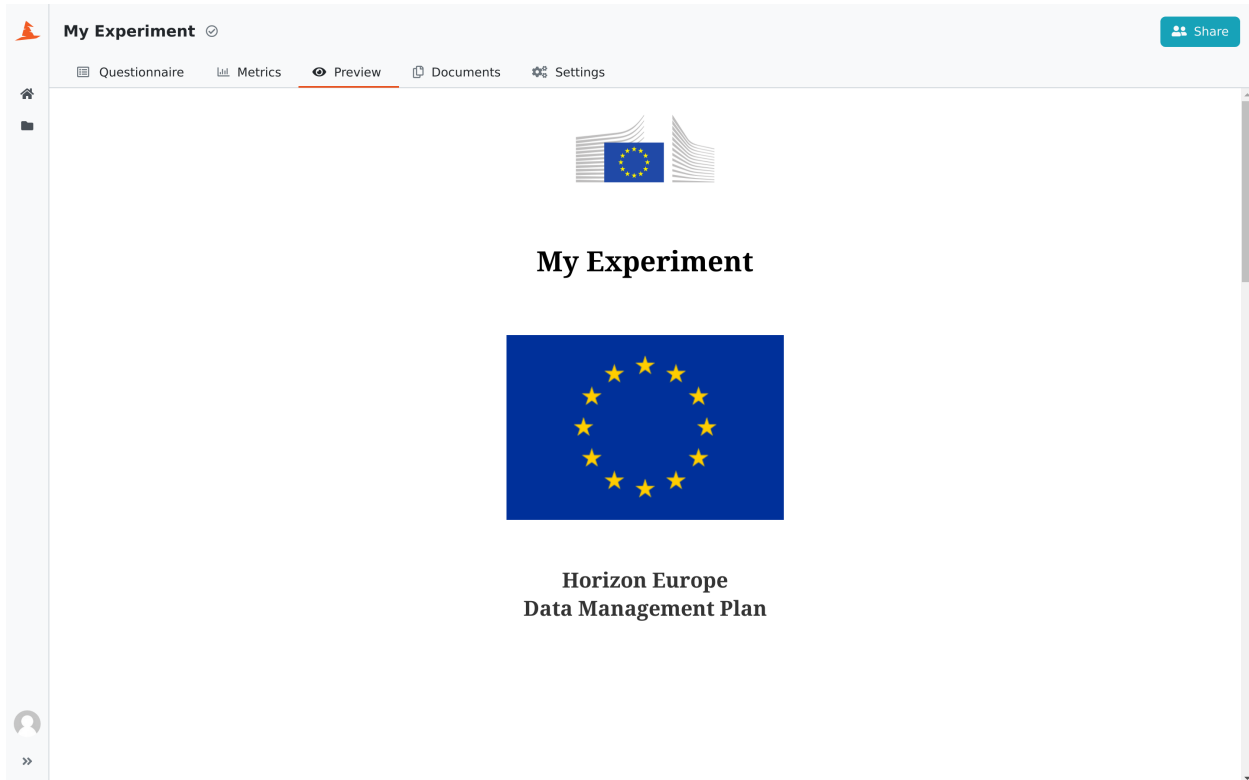 My Experiment
Share
Questionnaire
Metrics
Preview
Documents
Settings
My Experiment
Horizon Europe
Data Management Plan